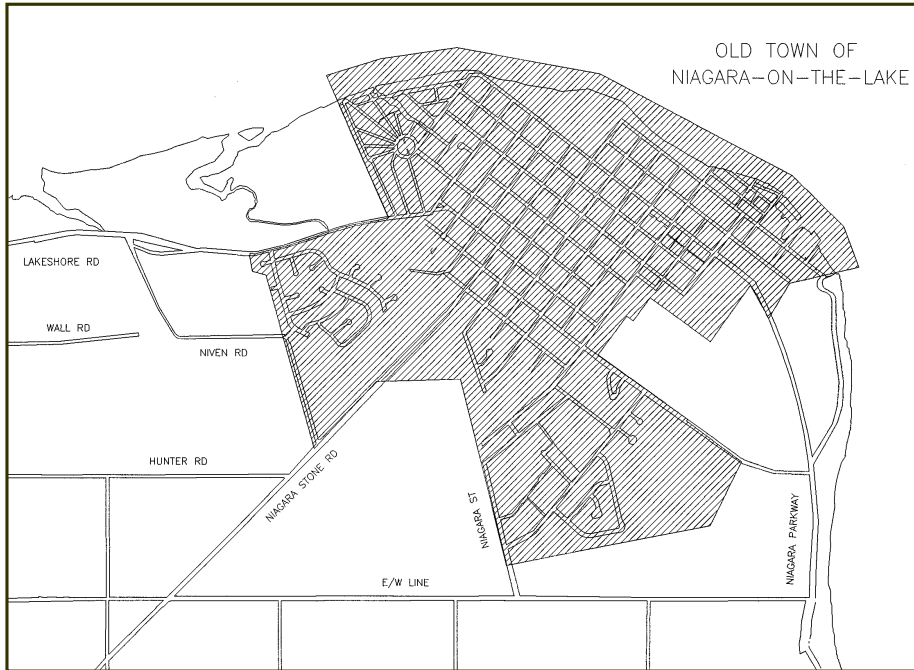 OLD TOWN OF
NIAGARA-ON-THE-LAKE
LAKESHORE RD
WALL RD
NIVEN RD
HUNTER RD
NIAGARA STONE RD
NIAGARA ST
NIAGARA PARKWAY
E/W LINE